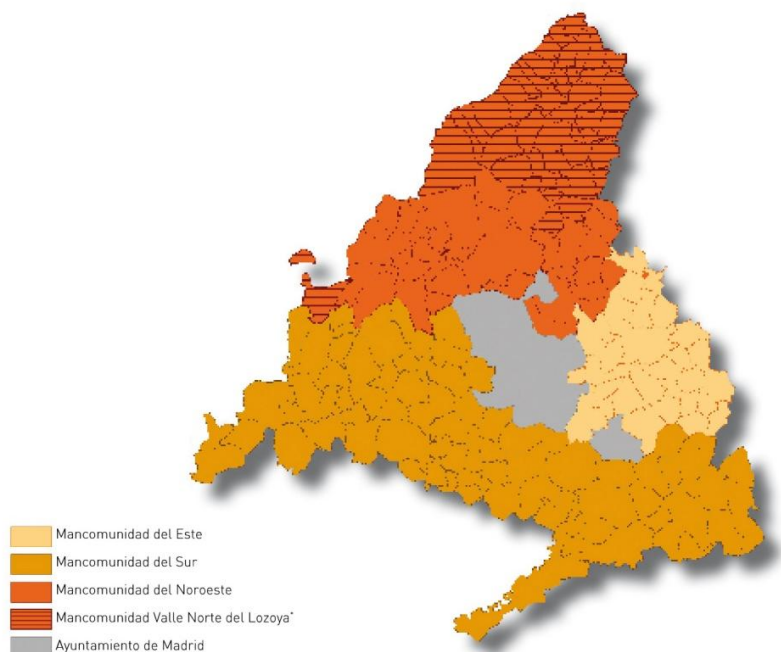 Mancomunidad del Este
Mancomunidad del Sur
Mancomunidad del Noroeste
Mancomunidad Valle Norte del Lozoya*
Ayuntamiento de Madrid